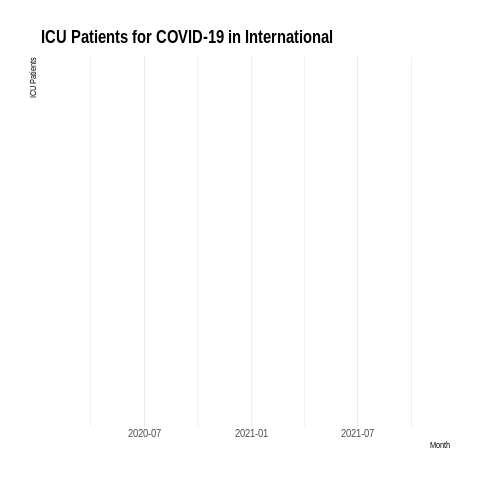 ICU Patients for COVID-19 in International
ICU Patients
2020-07
2021-01
2021-07
Month